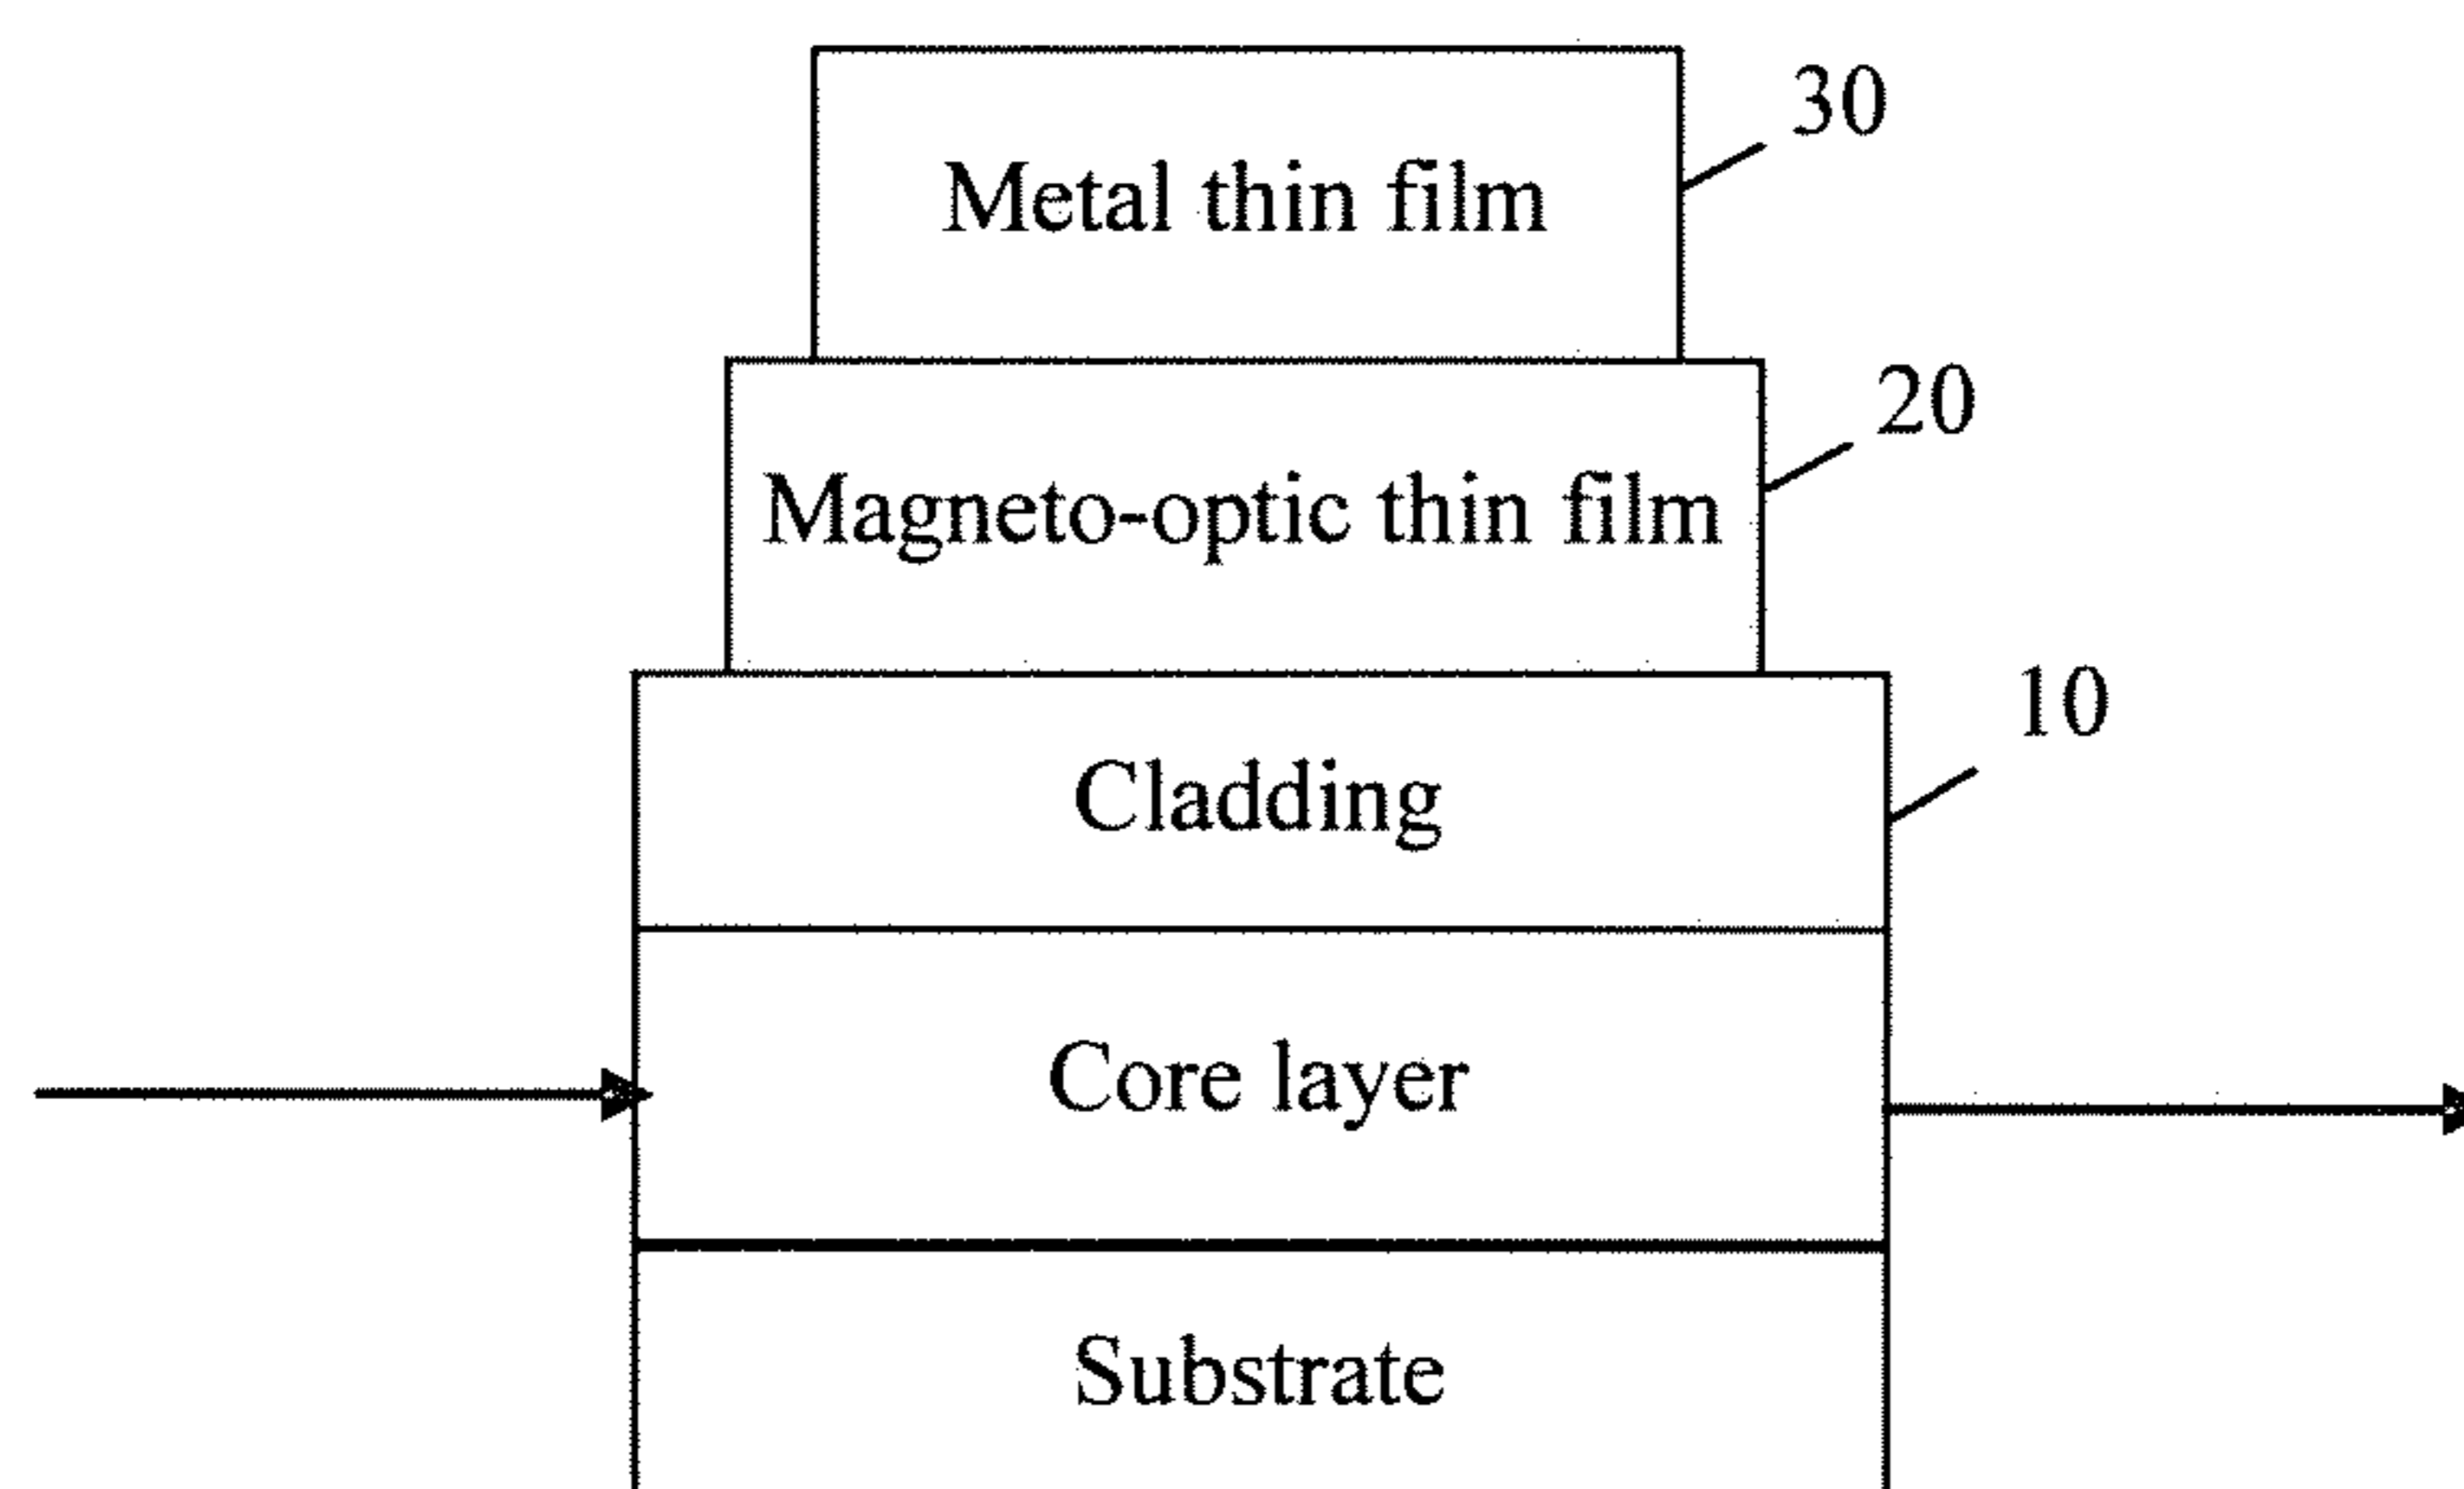 30
Metal thin film
20
Magneto-optic thin film
10
Cladding
Core layer
Substrate